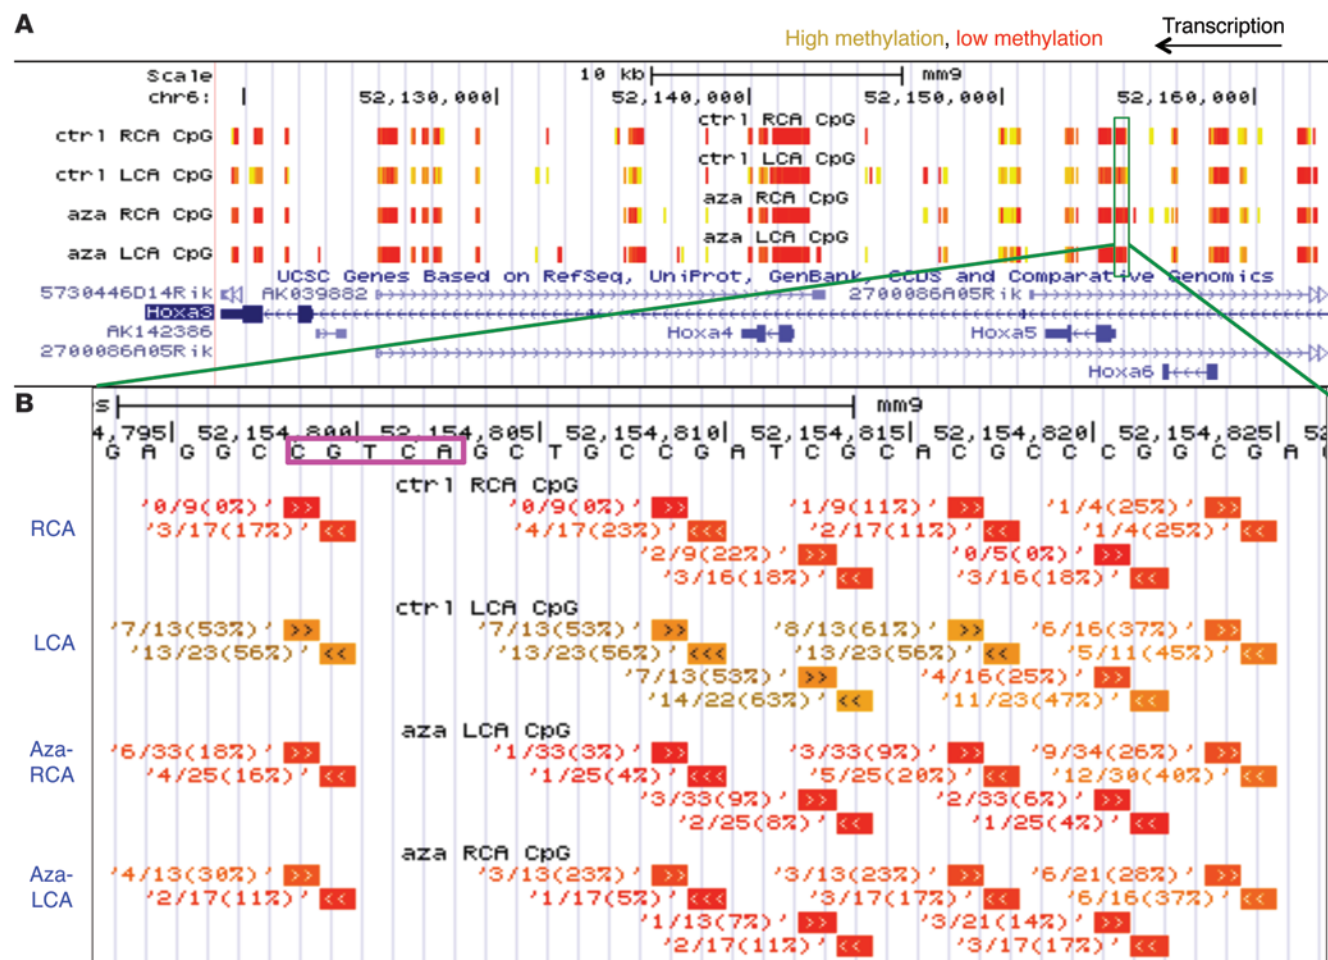 A
High methylation, low methylation
Transcription
Scale
10 kb
mm9
chr6:
52,130,000|
52,140,000|
52,150,000|
52,160,000|
ctrl RCA CpG
ctrl RCA CpG
ctrl LCA CpG
ctrl LCA CpG
aza RCA CpG
aza RCA CpG
aza LCA CpG
aza LCA CpG
UCSC Genes Based on RefSeq, UniProt, GenBank, CCDS and Comparative Genomics
5730446D14Rik
AK039882
2700086A05Rik
Hoxa3
AK142386
Hoxa4
Hoxa5
2700086A05Rik
Hoxa6
B
s
mm9
4,795| 52,154,800| 52,154,805| 52,154,810| 52,154,815| 52,154,820| 52,154,825| 52
G A G G C C G T C A G C T G C C G A T C G C A C G C C C G G C G A
ctrl RCA CpG
RCA
'0/9(0%)' >> '0/9(0%)' >> '1/9(11%)' >> '1/4(25%)' >>
'3/17(17%)' << '4/17(23%)' <<< '2/17(11%)' << '1/4(25%)' <<
'2/9(22%)' >> '0/5(0%)' >>
'3/16(18%)' << '3/16(18%)' <<
ctrl LCA CpG
LCA
'7/13(53%)' >> '7/13(53%)' >> '8/13(61%)' >> '6/16(37%)' >>
'13/23(56%)' << '13/23(56%)' <<< '13/23(56%)' << '5/11(45%)' <<
'7/13(53%)' >> '4/16(25%)' >>
'14/22(63%)' << '11/23(47%)' <<
aza LCA CpG
Aza-
RCA
'6/33(18%)' >> '1/33(3%)' >> '3/33(9%)' >> '9/34(26%)' >>
'4/25(16%)' << '1/25(4%)' <<< '5/25(20%)' << '12/30(40%)' <<
'3/33(9%)' >> '2/33(6%)' >>
'2/25(8%)' << '1/25(4%)' <<
aza RCA CpG
Aza-
LCA
'4/13(30%)' >> '3/13(23%)' >> '3/13(23%)' >> '6/21(28%)' >>
'2/17(11%)' << '1/17(5%)' <<< '3/17(17%)' << '6/16(37%)' <<
'1/13(7%)' >> '3/21(14%)' >>
'2/17(11%)' << '3/17(17%)' <<